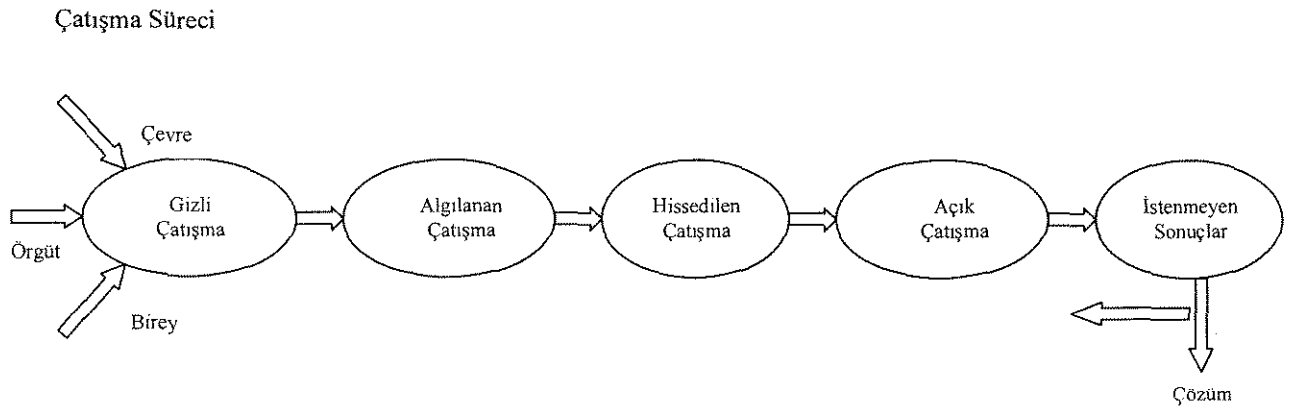 Çatışma Süreci
Çevre
Örgüt
Birey
Gizli
Çatışma
Algılanan
Çatışma
Hissedilen
Çatışma
Açık
Çatışma
İstenmeyen
Sonuçlar
Çözüm